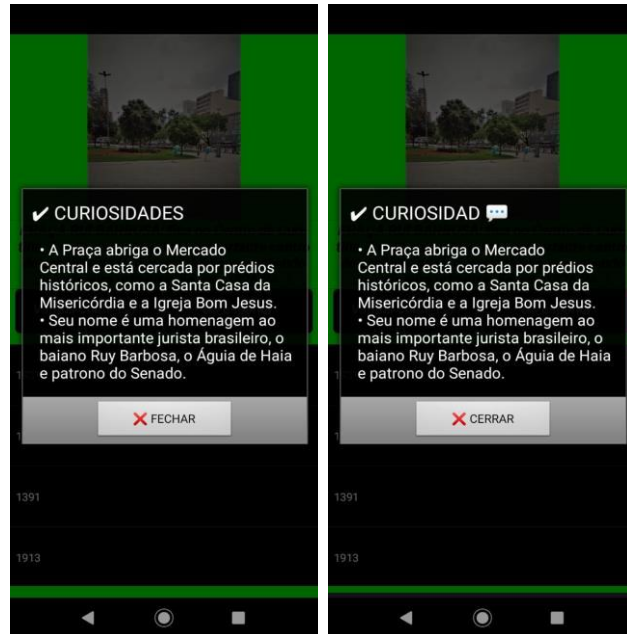 ✔ CURIOSIDADES
• A Praça abriga o Mercado
Central e está cercada por prédios
históricos, como a Santa Casa da
Misericórdia e a Igreja Bom Jesus.
• Seu nome é uma homenagem ao
mais importante jurista brasileiro, o
baiano Ruy Barbosa, o Águia de Haia
e patrono do Senado.
❌ FECHAR
1391
1913
✔ CURIOSIDAD 💬
• A Praça abriga o Mercado
Central e está cercada por prédios
históricos, como a Santa Casa da
Misericórdia e a Igreja Bom Jesus.
• Seu nome é uma homenagem ao
mais importante jurista brasileiro, o
baiano Ruy Barbosa, o Águia de Haia
e patrono do Senado.
❌ CERRAR
1391
1913